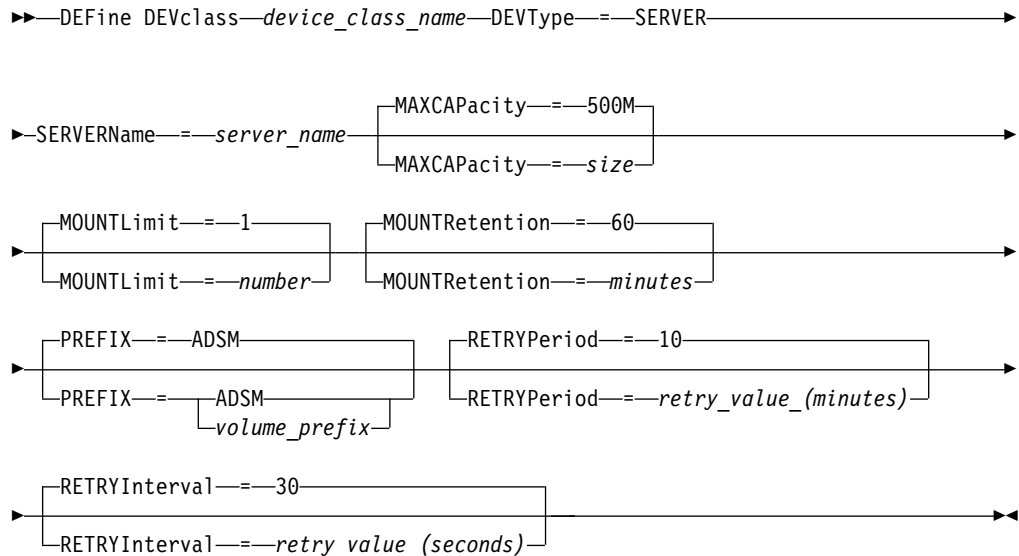 DEFine DEVclass device_class_name DEVType = SERVER
MAXCAPacity = 500M
SERVERName = server_name
MAXCAPacity = size
MOUNTLimit = 1 MOUNTRetention = 60
MOUNTLimit = number MOUNTRetention = minutes
PREFIX = ADSM RETRYPeriod = 10
PREFIX = ADSM RETRYPeriod = retry_value_(minutes)
volume_prefix
RETRYInterval = 30
RETRYInterval = retry value (seconds)